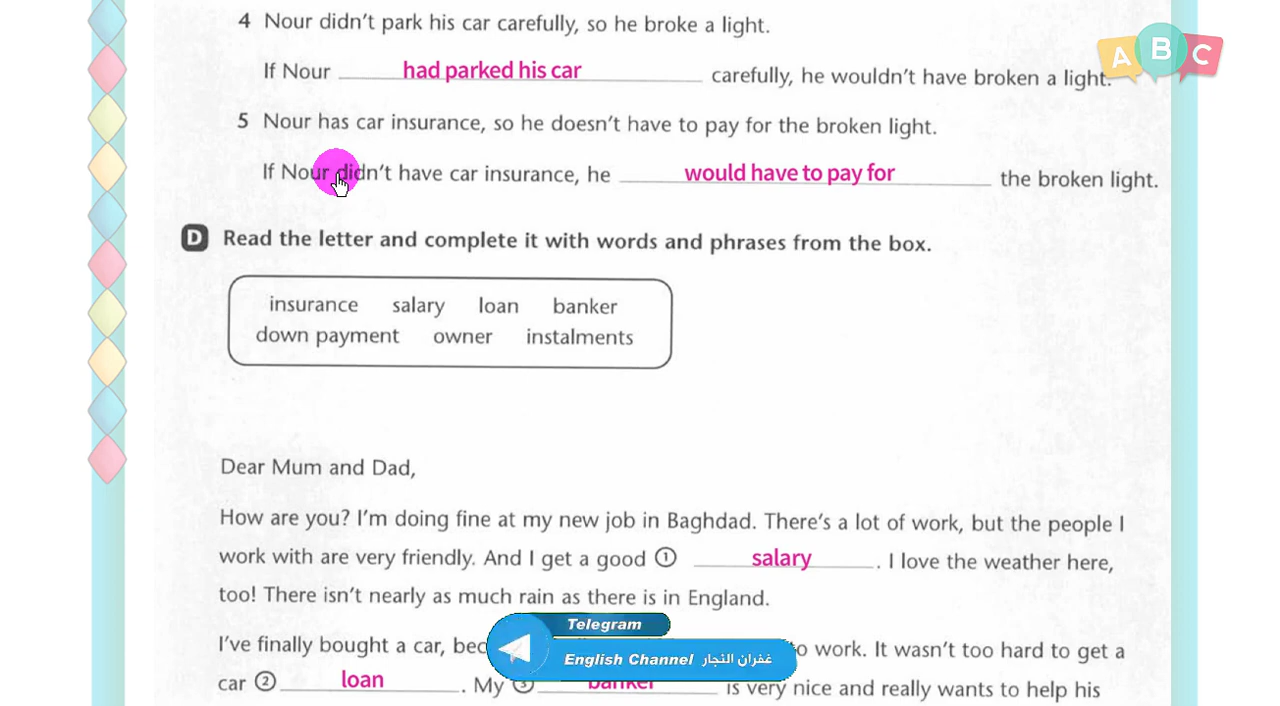 4 Nour didn't park his car carefully, so he broke a light.
If Nour had parked his car carefully, he wouldn't have broken a light.
5 Nour has car insurance, so he doesn't have to pay for the broken light.
If Nour didn't have car insurance, he would have to pay for the broken light.
D Read the letter and complete it with words and phrases from the box.
insurance salary loan banker
down payment owner instalments
Dear Mum and Dad,
How are you? I'm doing fine at my new job in Baghdad. There's a lot of work, but the people I
work with are very friendly. And I get a good ① salary . I love the weather here,
too! There isn't nearly as much rain as there is in England.
I've finally bought a car, work. It wasn't too hard to get a
car ② loan . My ③ banker is very nice and really wants to help his
Telegram
English Channel غفران النجار
A B C